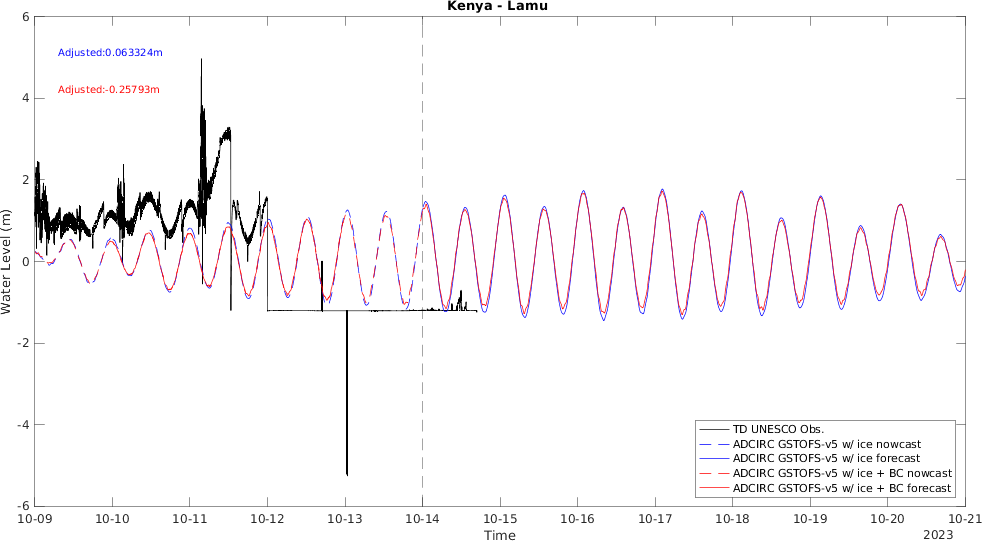 Kenya - Lamu
Adjusted:0.063324m
Adjusted:-0.25793m
Water Level (m)
6
4
2
0
-2
-4
-6
10-09 10-10 10-11 10-12 10-13 10-14 10-15 10-16 10-17 10-18 10-19 10-20 10-21
Time
2023
TD UNESCO Obs.
ADCIRC GSTOFS-v5 w/ ice nowcast
ADCIRC GSTOFS-v5 w/ ice forecast
ADCIRC GSTOFS-v5 w/ ice + BC nowcast
ADCIRC GSTOFS-v5 w/ ice + BC forecast